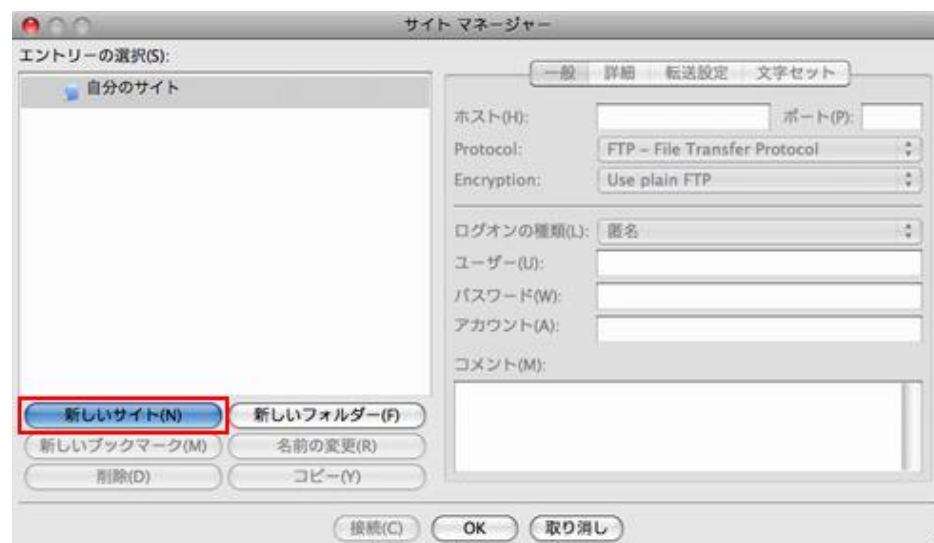 サイト マネージャー
エントリーの選択(S):
自分のサイト
一般 詳細 転送設定 文字セット
ホスト(H): ポート(P):
Protocol: FTP – File Transfer Protocol
Encryption: Use plain FTP
ログオンの種類(L): 匿名
ユーザー(U):
パスワード(W):
アカウント(A):
コメント(M):
新しいサイト(N) 新しいフォルダー(F)
新しいブックマーク(M) 名前の変更(R)
削除(D) コピー(Y)
接続(C) OK 取り消し